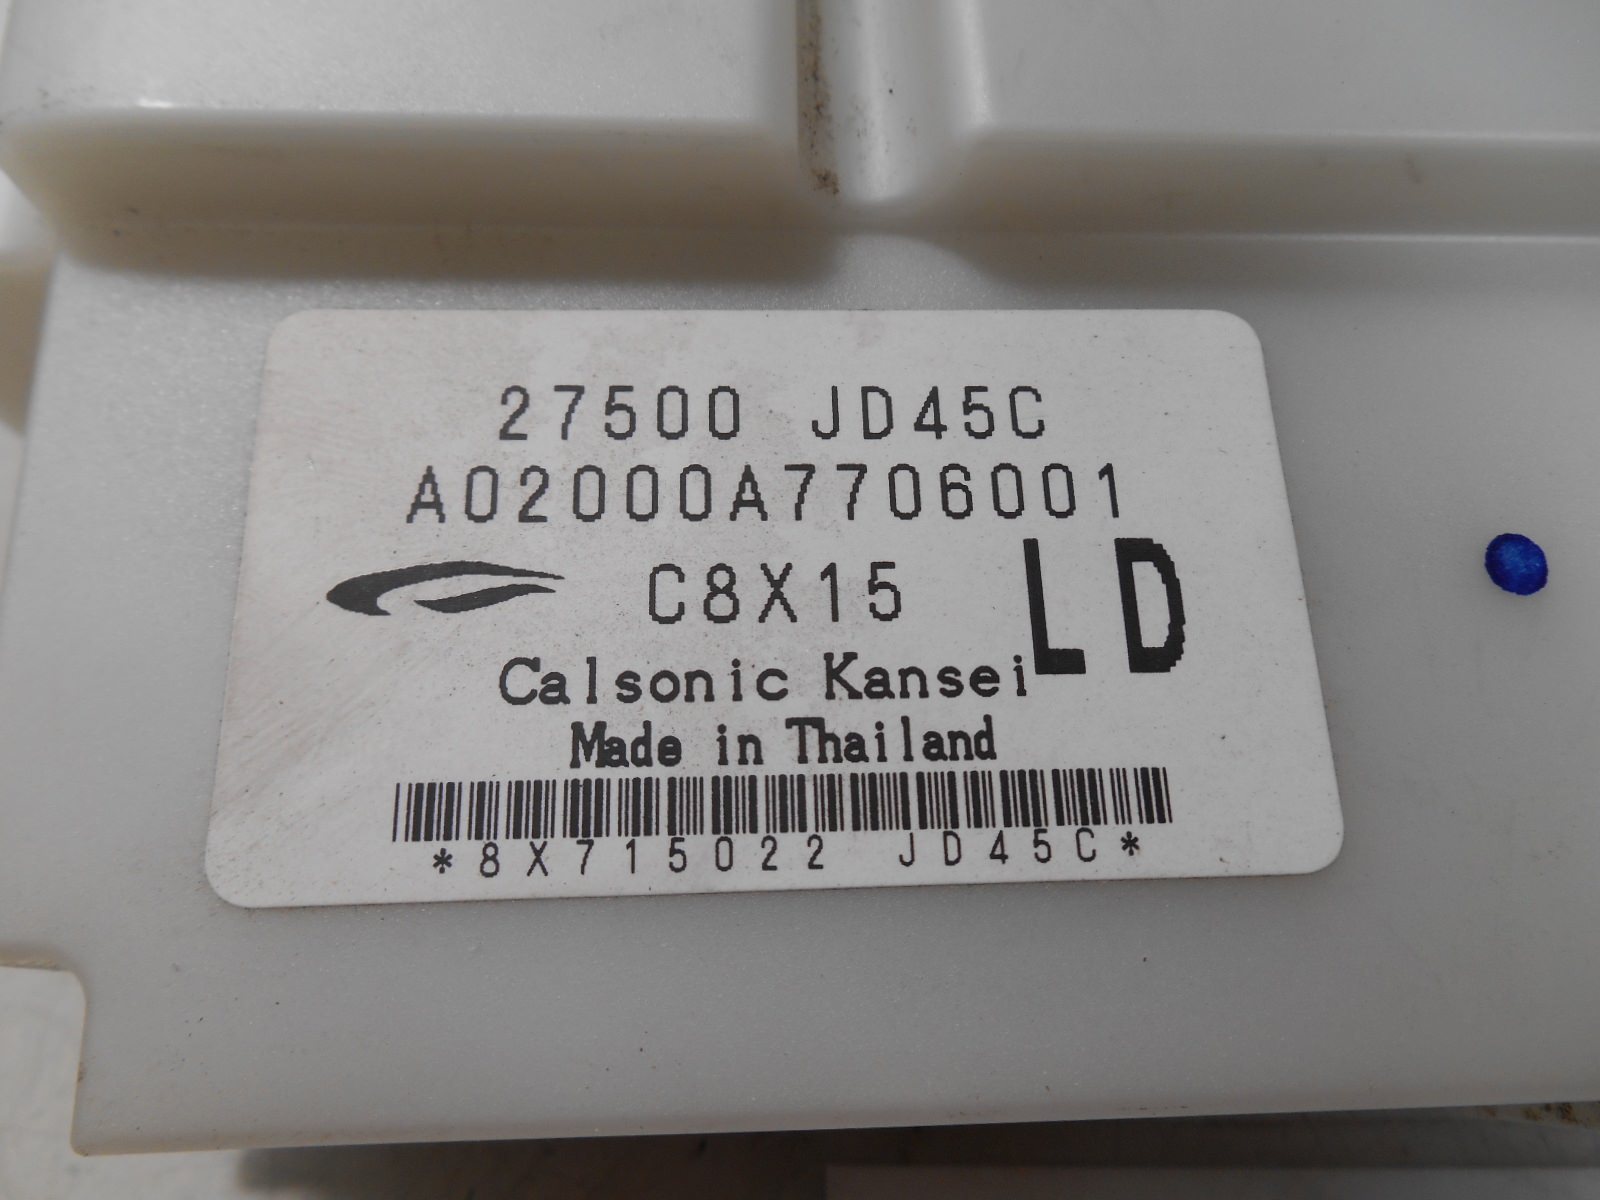 27500 JD45C
A02000A7706001
C8X15 LD
Calsonic Kansei
Made in Thailand
*8X715022 JD45C*